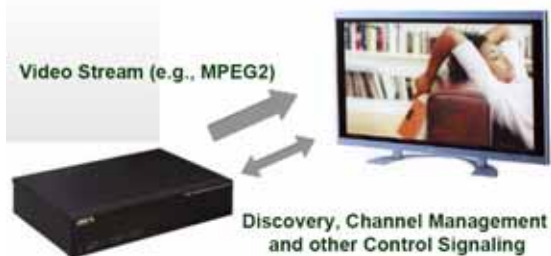 Video Stream (e.g., MPEG2)
Discovery, Channel Management
and other Control Signaling